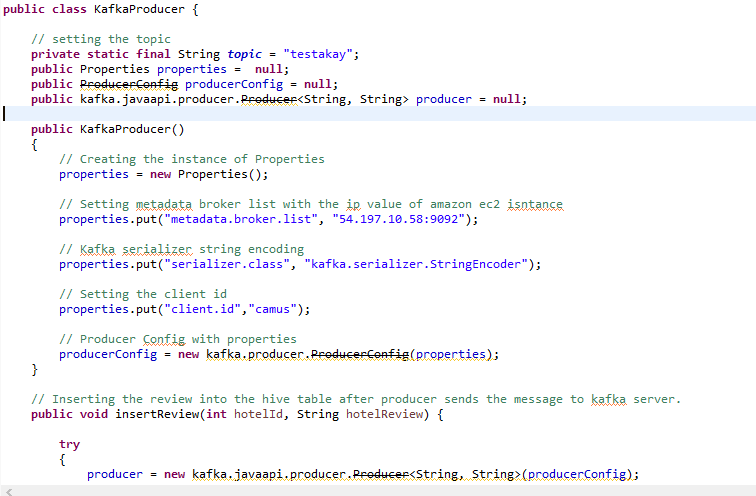 public class KafkaProducer {
// setting the topic
private static final String topic = "testakay";
public Properties properties =  null;
public ProducerConfig producerConfig = null;
public kafka.javaapi.producer.Producer<String, String> producer = null;
public KafkaProducer()
{
// Creating the instance of Properties
properties = new Properties();
// Setting metadata broker list with the ip value of amazon ec2 isntance
properties.put("metadata.broker.list", "54.197.10.58:9092");
// Kafka serializer string encoding
properties.put("serializer.class", "kafka.serializer.StringEncoder");
// Setting the client id
properties.put("client.id","camus");
// Producer Config with properties
producerConfig = new kafka.producer.ProducerConfig(properties);
}
// Inserting the review into the hive table after producer sends the message to kafka server.
public void insertReview(int hotelId, String hotelReview) {
try
{
producer = new kafka.javaapi.producer.Producer<String, String>(producerConfig);